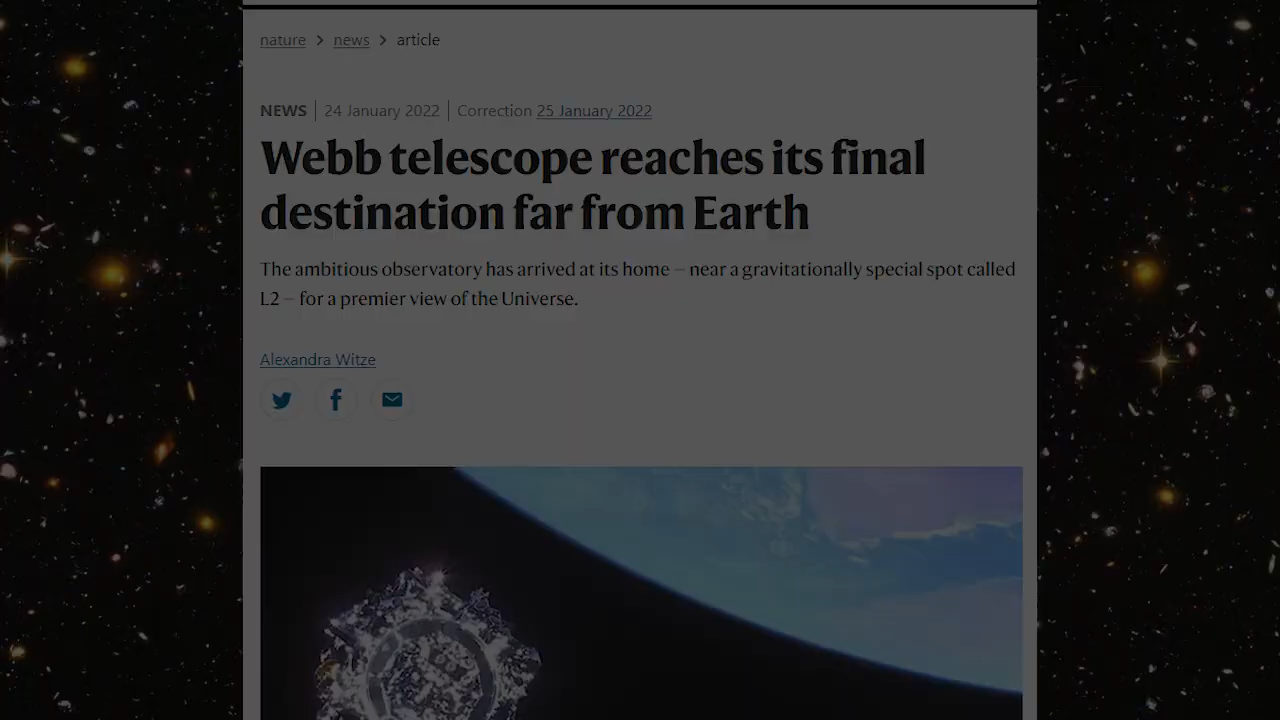 nature > news > article
NEWS | 24 January 2022 | Correction 25 January 2022
Webb telescope reaches its final
destination far from Earth
The ambitious observatory has arrived at its home – near a gravitationally special spot called
L2 – for a premier view of the Universe.
Alexandra Witze